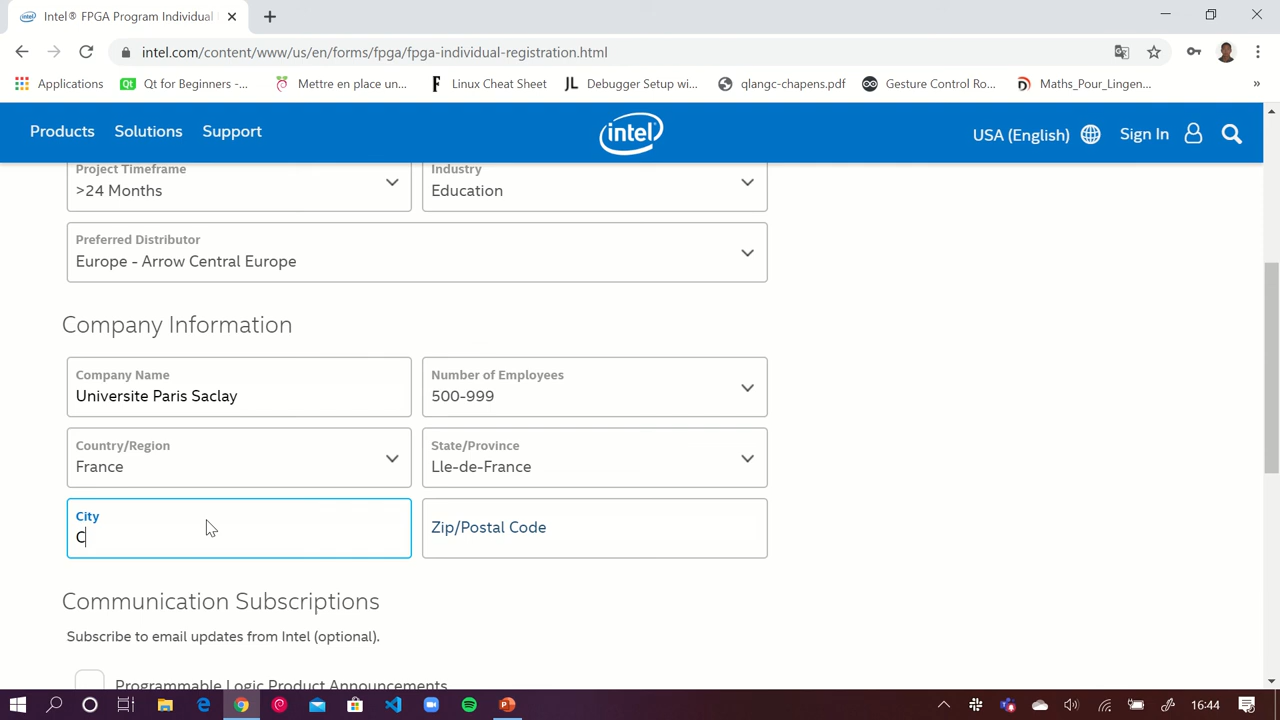 Intel® FPGA Program Individual
intel.com/content/www/us/en/forms/fpga/fpga-individual-registration.html
Applications
Qt for Beginners -...
Mettre en place un...
Linux Cheat Sheet
Debugger Setup wi...
qlangc-chapens.pdf
Gesture Control Ro...
Maths_Pour_Lingen...
»
Products
Solutions
Support
intel
USA (English)
Sign In
Project Timeframe
>24 Months
Industry
Education
Preferred Distributor
Europe - Arrow Central Europe
Company Information
Company Name
Universite Paris Saclay
Number of Employees
500-999
Country/Region
France
State/Province
Lle-de-France
City
C
Zip/Postal Code
Communication Subscriptions
Subscribe to email updates from Intel (optional).
Programmable Logic Product Announcements
16:44